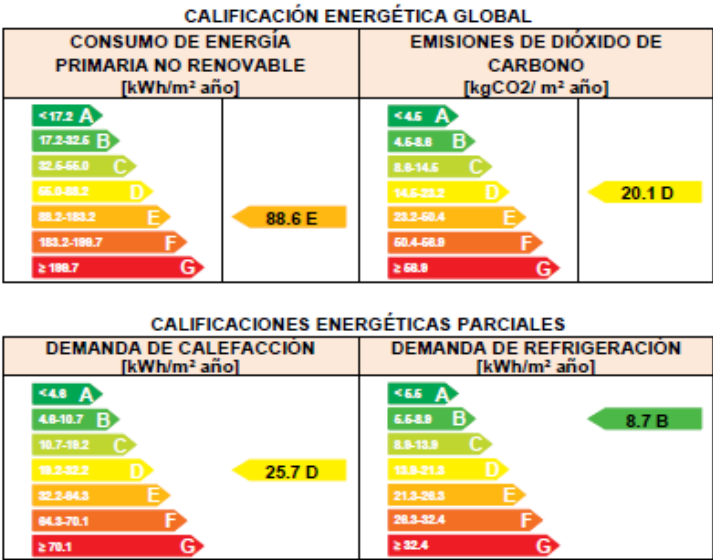 CALIFICACIÓN ENERGÉTICA GLOBAL
CONSUMO DE ENERGÍA
PRIMARIA NO RENOVABLE
[kWh/m² año]
EMISIONES DE DIÓXIDO DE
CARBONO
[kgCO2/ m² año]
<17.2 A
17.2-32.5 B
32.5-55.0 C
55.0-88.2 D
88.2-183.2 E
183.2-199.7 F
≥ 199.7 G
88.6 E
<4.5 A
4.5-8.8 B
8.8-14.5 C
14.5-23.2 D
23.2-50.4 E
50.4-58.9 F
≥ 58.9 G
20.1 D
CALIFICACIONES ENERGÉTICAS PARCIALES
DEMANDA DE CALEFACCIÓN
[kWh/m² año]
DEMANDA DE REFRIGERACIÓN
[kWh/m² año]
<4.8 A
4.8-10.7 B
10.7-19.2 C
19.2-32.2 D
32.2-64.3 E
64.3-70.1 F
≥ 70.1 G
25.7 D
<5.5 A
5.5-8.9 B
8.9-13.9 C
13.9-21.3 D
21.3-26.3 E
26.3-32.4 F
≥ 32.4 G
8.7 B